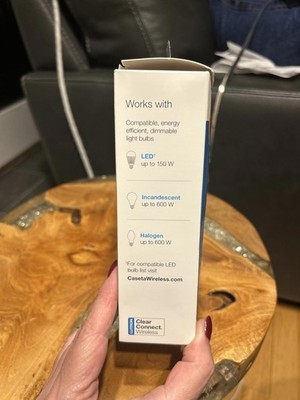 Works with
Compatible, energy
efficient, dimmable
light bulbs.
LED†
up to 150 W
Incandescent
up to 600 W
Halogen
up to 600 W
†For compatible LED
bulb list visit
CasetaWireless.com
Clear
Connect.
Wireless